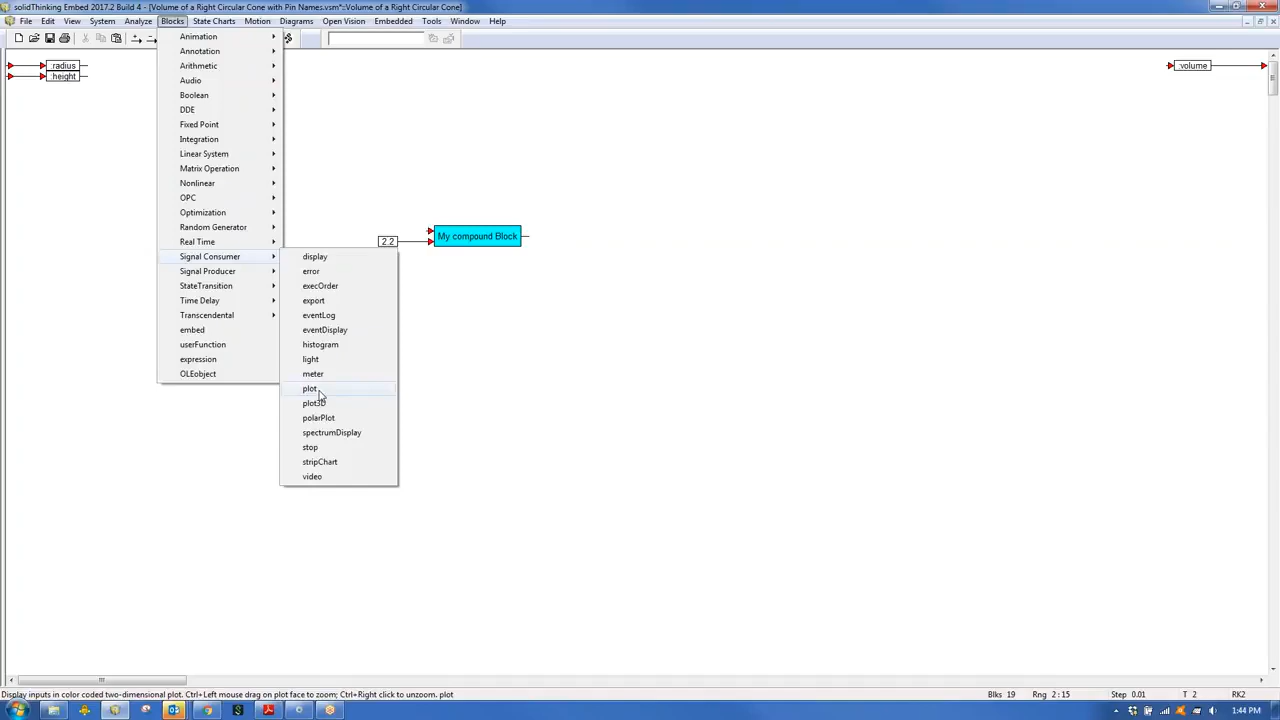 solidThinking Embed 2017.2 Build 4 - [Volume of a Right Circular Cone with Pin Names.vsm*::Volume of a Right Circular Cone]
File Edit View System Analyze Blocks State Charts Motion Diagrams Open Vision Embedded Tools Window Help
Animation
Annotation
:radius
:volume
Arithmetic
:height
Audio
Boolean
DDE
Fixed Point
Integration
Linear System
Matrix Operation
Nonlinear
OPC
Optimization
Random Generator
My compound Block
Real Time
2.2
Signal Consumer
display
Signal Producer
error
StateTransition
execOrder
Time Delay
export
Transcendental
eventLog
embed
eventDisplay
userFunction
histogram
expression
light
OLEobject
meter
plot
plot3D
polarPlot
spectrumDisplay
stop
stripChart
video
Display inputs in color coded two-dimensional plot. Ctrl+Left mouse drag on plot face to zoom; Ctrl+Right click to unzoom. plot
Blks 19 Rng 2:15 Step 0.01 T 2 RK2
1:44 PM